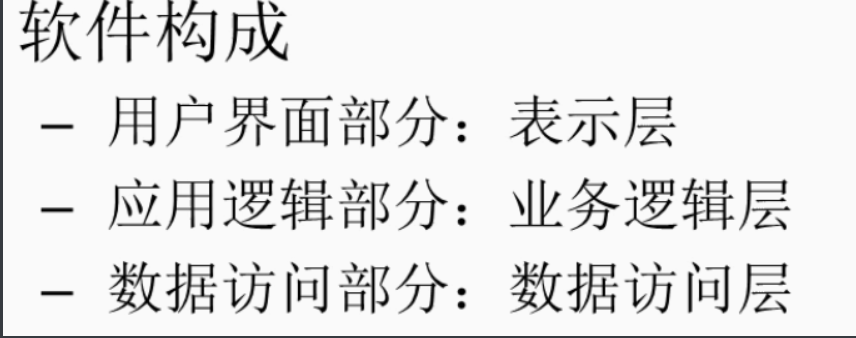 软件构成
– 用户界面部分：表示层
– 应用逻辑部分：业务逻辑层
– 数据访问部分：数据访问层